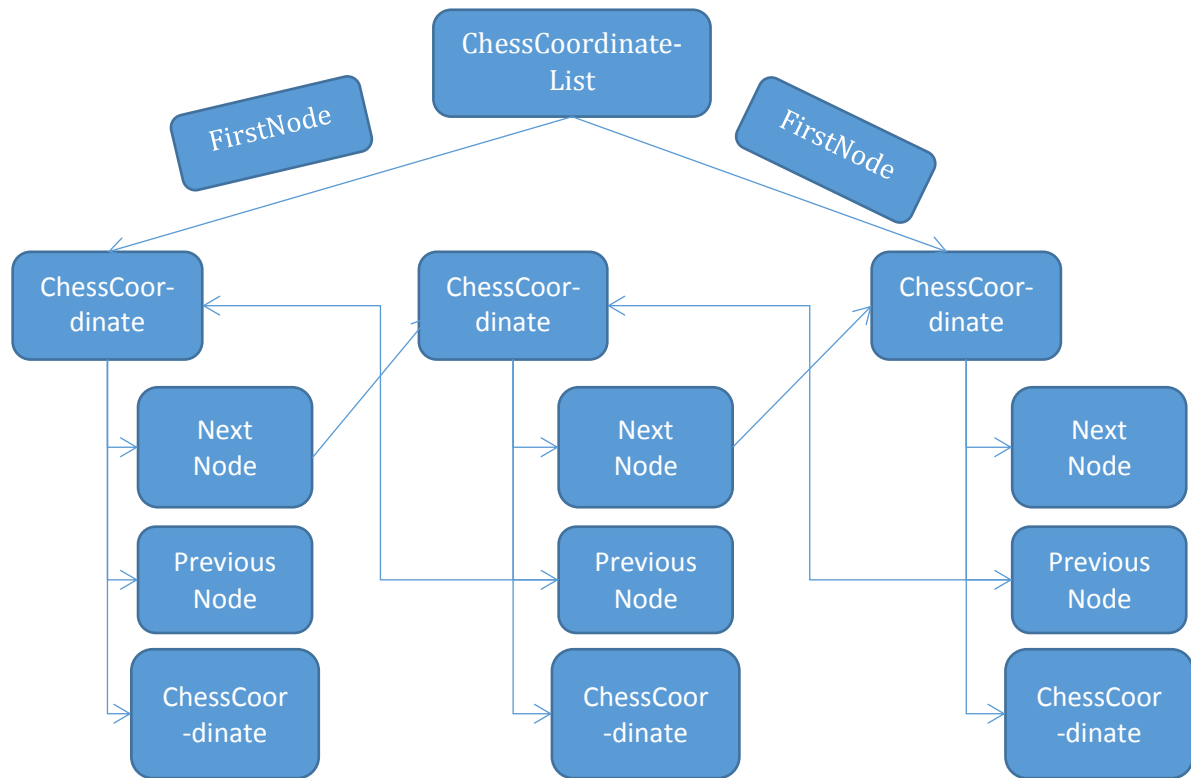 ChessCoordinate-
List
FirstNode
FirstNode
ChessCoor-
dinate
ChessCoor-
dinate
ChessCoor-
dinate
Next
Node
Next
Node
Next
Node
Previous
Node
Previous
Node
Previous
Node
ChessCoor
-dinate
ChessCoor
-dinate
ChessCoor
-dinate